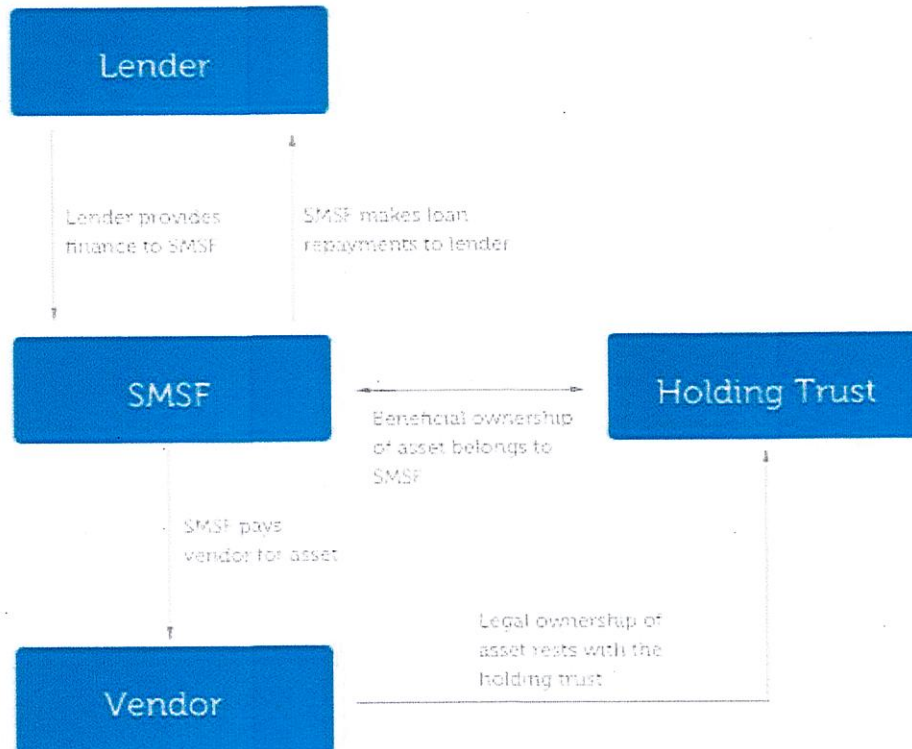 Lender
Lender provides
finance to SMSF
SMSF makes loan
repayments to lender
SMSF
Holding Trust
Beneficial ownership
of asset belongs to
SMSF
SMSF pays
vendor for asset
Legal ownership of
asset rests with the
holding trust
Vendor